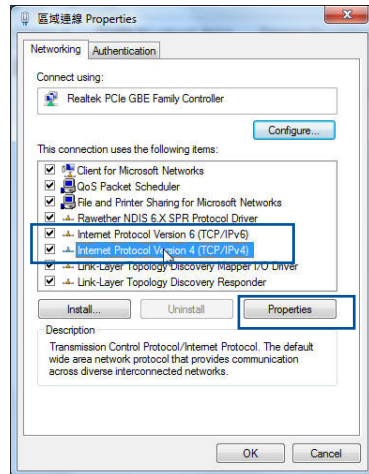 區域連線 Properties
Networking
Authentication
Connect using:
Realtek PCIe GBE Family Controller
Configure...
This connection uses the following items:
Client for Microsoft Networks
QoS Packet Scheduler
File and Printer Sharing for Microsoft Networks
Rawether NDIS 6.X SPR Protocol Driver
Internet Protocol Version 6 (TCP/IPv6)
Internet Protocol Version 4 (TCP/IPv4)
Link-Layer Topology Discovery Mapper I/O Driver
Link-Layer Topology Discovery Responder
Install...
Uninstall
Properties
Description
Transmission Control Protocol/Internet Protocol. The default
wide area network protocol that provides communication
across diverse interconnected networks.
OK
Cancel